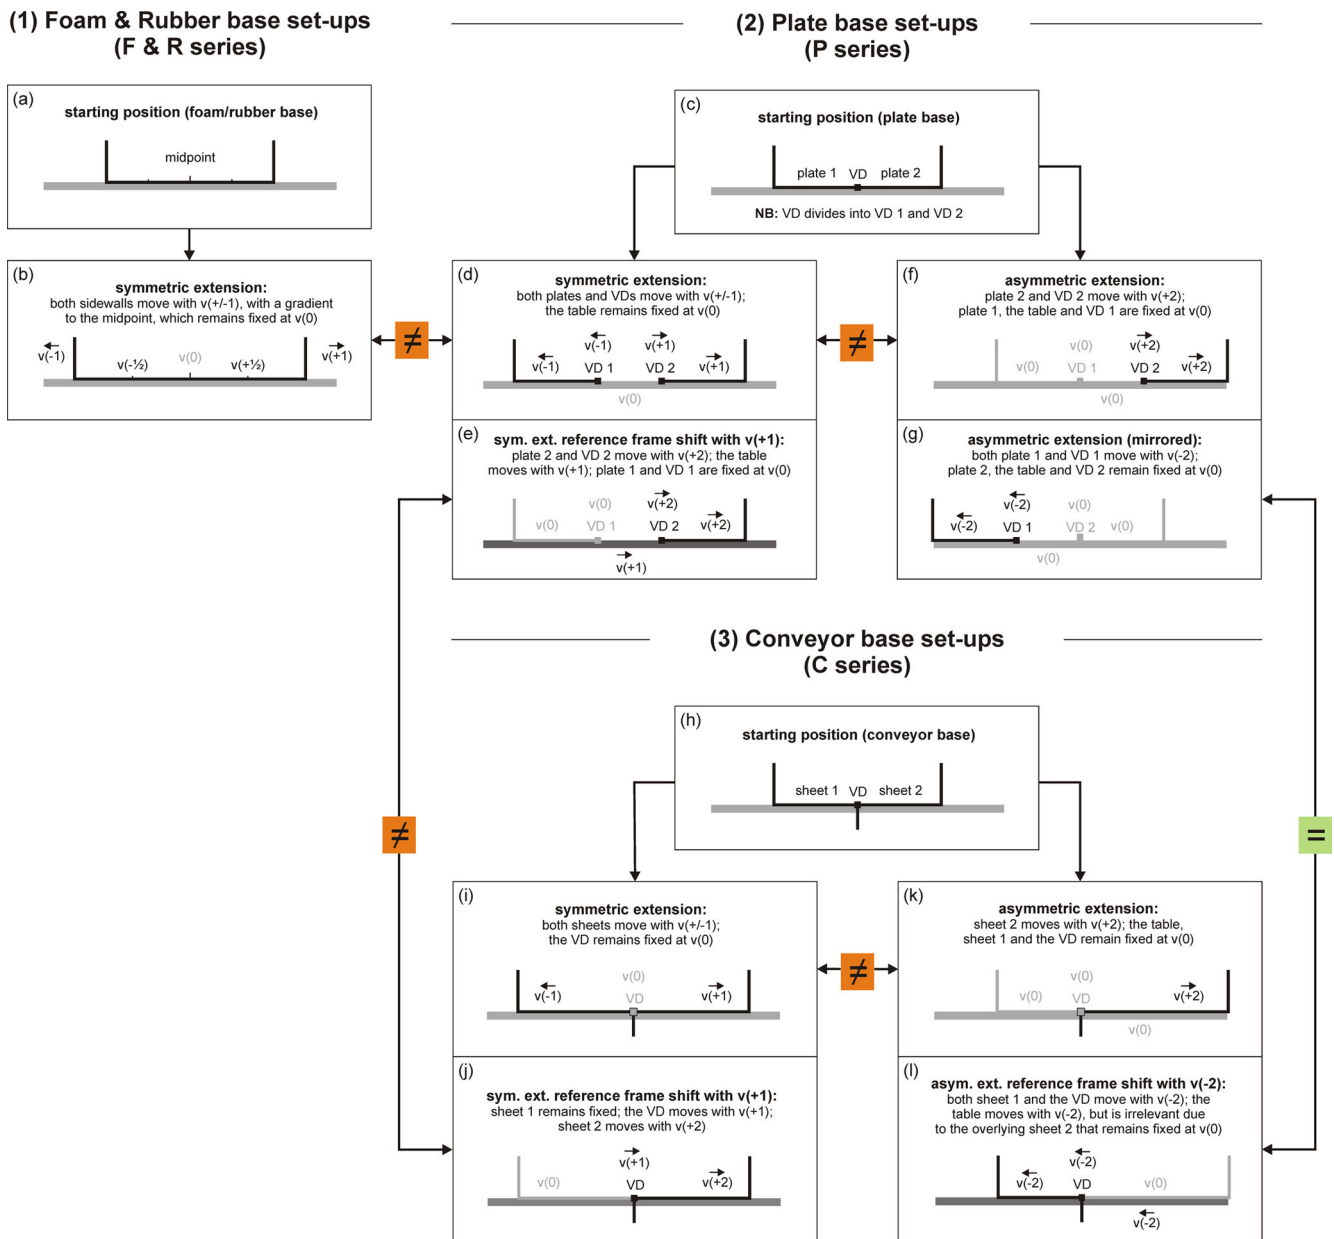 (1) Foam & Rubber base set-ups
(F & R series)
(2) Plate base set-ups
(P series)
(a)
starting position (foam/rubber base)
midpoint
(b)
symmetric extension:
both sidewalls move with v(+/-1), with a gradient
to the midpoint, which remains fixed at v(0)
v(-1)
v(-½)
v(0)
v(+½)
v(+1)
≠
(c)
starting position (plate base)
plate 1 VD plate 2
NB: VD divides into VD 1 and VD 2
(d)
symmetric extension:
both plates and VDs move with v(+/-1);
the table remains fixed at v(0)
v(-1) v(+1)
v(-1) VD 1 VD 2 v(+1)
v(0)
≠
(f)
asymmetric extension:
plate 2 and VD 2 move with v(+2);
plate 1, the table and VD 1 are fixed at v(0)
v(0) v(+2)
v(0) VD 1 VD 2 v(+2)
v(0)
(e)
sym. ext. reference frame shift with v(+1):
plate 2 and VD 2 move with v(+2); the table
moves with v(+1); plate 1 and VD 1 are fixed at v(0)
v(0) v(+2)
v(0) VD 1 VD 2 v(+2)
v(+1)
(g)
asymmetric extension (mirrored):
both plate 1 and VD 1 move with v(-2);
plate 2, the table and VD 2 remain fixed at v(0)
v(-2) v(0)
v(-2) VD 1 VD 2 v(0)
v(0)
(3) Conveyor base set-ups
(C series)
(h)
starting position (conveyor base)
sheet 1 VD sheet 2
≠
=
(i)
symmetric extension:
both sheets move with v(+/-1);
the VD remains fixed at v(0)
v(0)
v(-1) VD v(+1)
≠
(k)
asymmetric extension:
sheet 2 moves with v(+2); the table,
sheet 1 and the VD remain fixed at v(0)
v(0)
v(0) VD v(+2)
v(0)
(j)
sym. ext. reference frame shift with v(+1):
sheet 1 remains fixed; the VD moves with v(+1);
sheet 2 moves with v(+2)
v(+1)
v(0) VD v(+2)
(l)
asym. ext. reference frame shift with v(-2):
both sheet 1 and the VD move with v(-2); the
table moves with v(-2), but is irrelevant due
to the overlying sheet 2 that remains fixed at v(0)
v(-2)
v(-2) VD v(0)
v(-2)